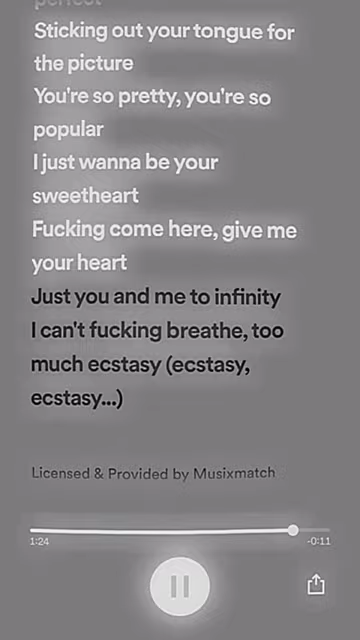 perfect
Sticking out your tongue for
the picture
You're so pretty, you're so
popular
I just wanna be your
sweetheart
Fucking come here, give me
your heart
Just you and me to infinity
I can't fucking breathe, too
much ecstasy (ecstasy,
ecstasy...)
Licensed & Provided by Musixmatch
1:24
-0:11